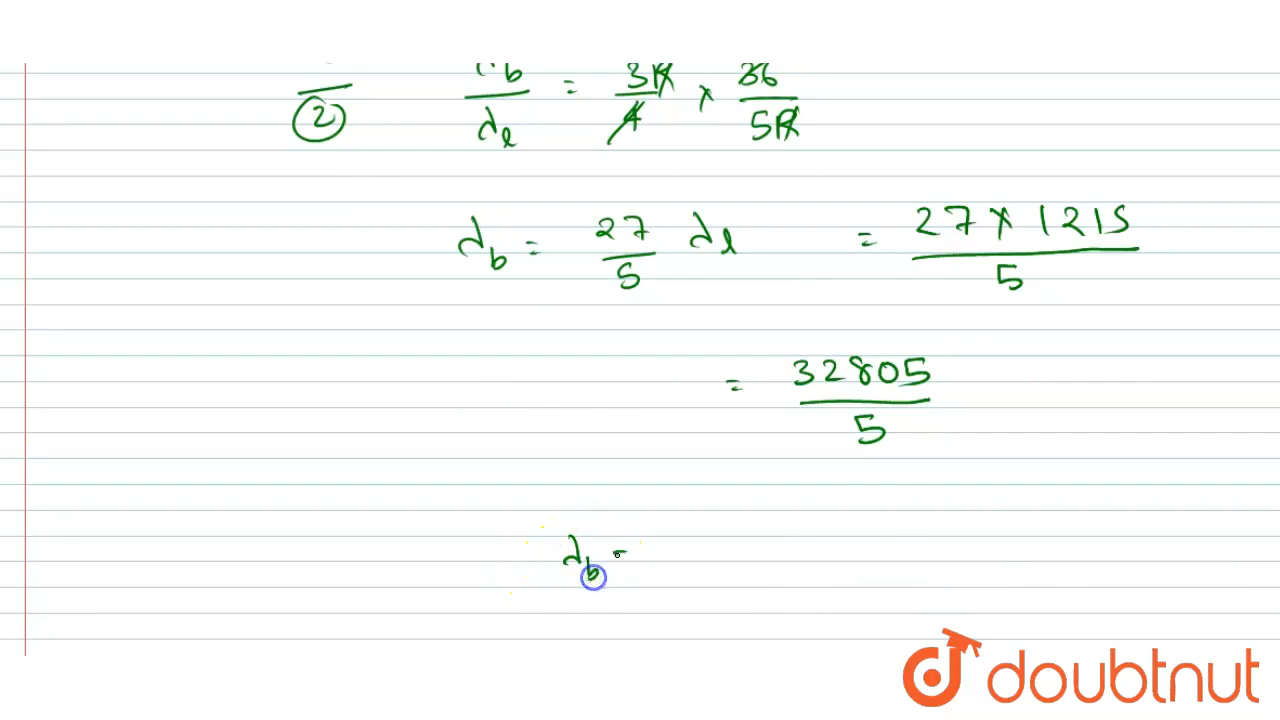 ② λb/λl = 3R/4 × 36/5R
λb = 27/5 λl = 27 × 1215/5
= 32805/5
λb =
doubtnut